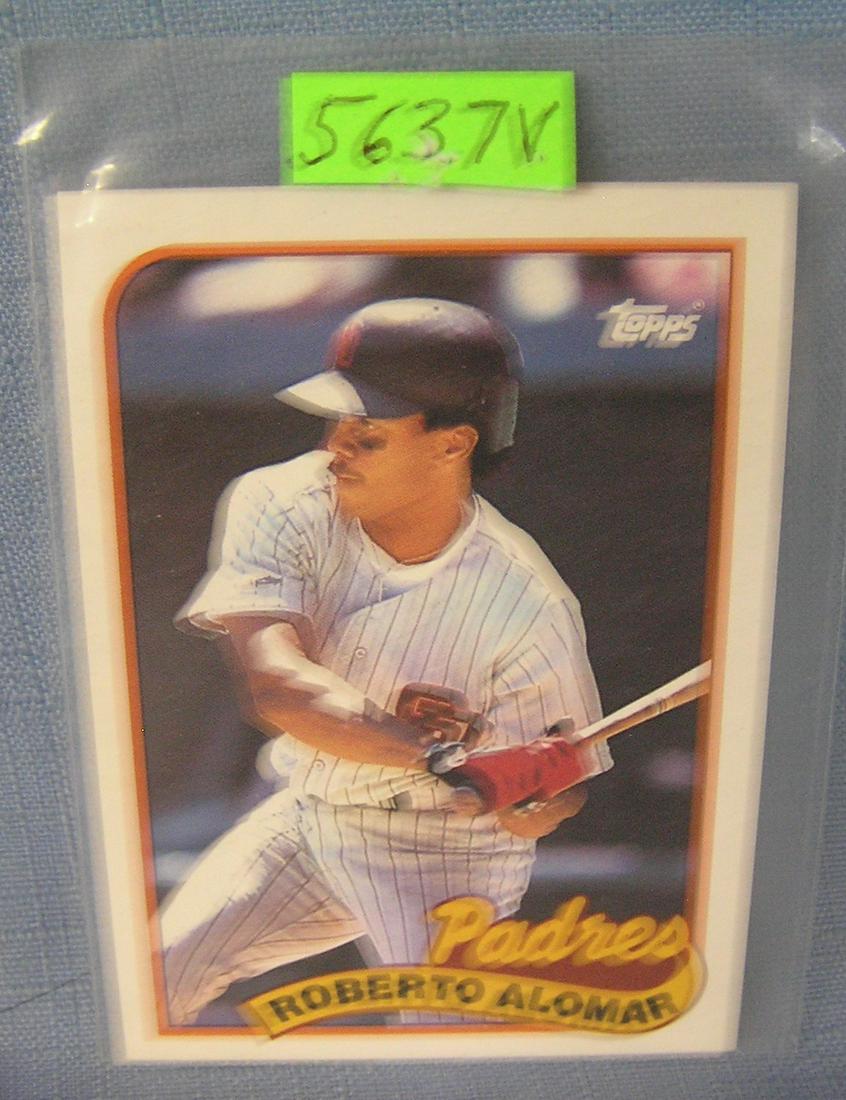 5637V.
topps®
Padres
ROBERTO ALOMAR